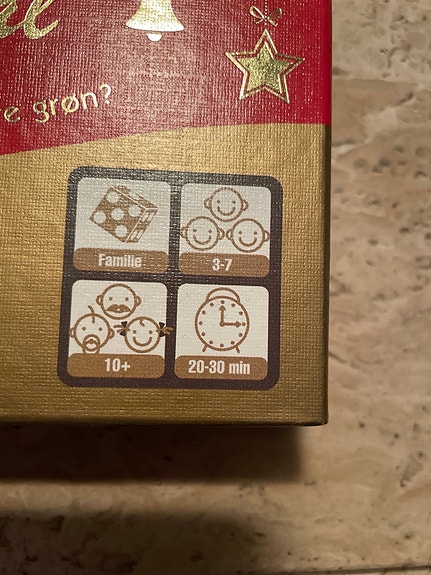 e grøn?
Familie
3-7
10+
20-30 min